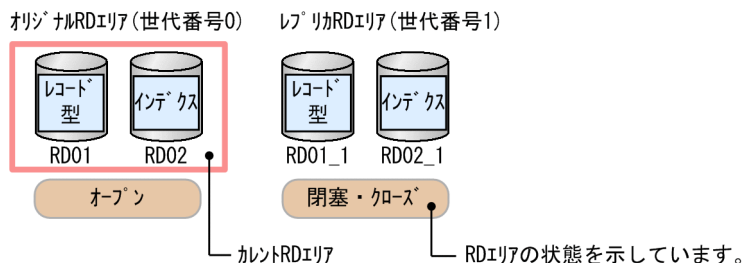 ｵﾘｼﾞﾅﾙRDｴﾘｱ(世代番号0)
ﾚﾌﾟﾘｶRDｴﾘｱ(世代番号1)
ﾚｺｰﾄﾞ
型
ｲﾝﾃﾞｸｽ
ﾚｺｰﾄﾞ
型
ｲﾝﾃﾞｸｽ
RD01
RD02
RD01_1
RD02_1
ｵｰﾌﾟﾝ
閉塞・ｸﾛｰｽﾞ
ｶﾚﾝﾄRDｴﾘｱ
RDｴﾘｱの状態を示しています。